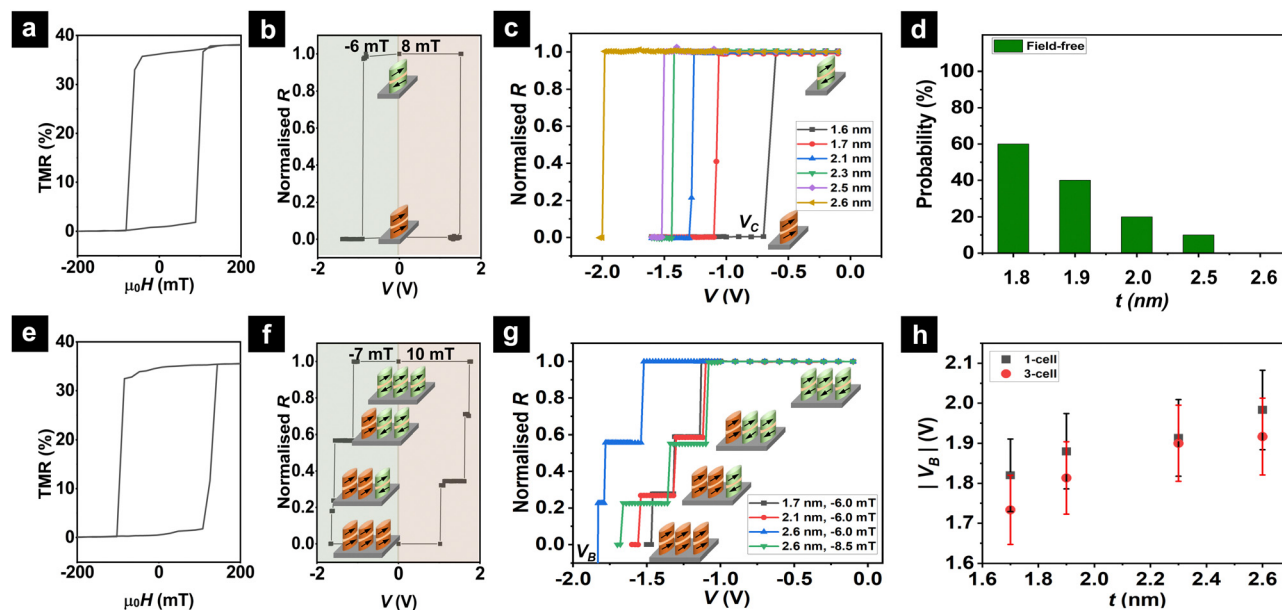 a
40
30
20
10
0
TMR (%)
-200
0
200
μ₀H (mT)
b
-6 mT
8 mT
1.0
0.8
0.6
0.4
0.2
0.0
Normalised R
-2
0
2
V (V)
c
1.0
0.8
0.6
0.4
0.2
0.0
Normalised R
1.6 nm
1.7 nm
2.1 nm
2.3 nm
2.5 nm
2.6 nm
V_C
-2.0
-1.5
-1.0
-0.5
0.0
V (V)
d
Field-free
100
80
60
40
20
0
Probability (%)
1.8
1.9
2.0
2.5
2.6
t (nm)
e
40
30
20
10
0
TMR (%)
-200
0
200
μ₀H (mT)
f
-7 mT
10 mT
1.0
0.8
0.6
0.4
0.2
0.0
Normalised R
-2
0
2
V (V)
g
1.0
0.8
0.6
0.4
0.2
0.0
Normalised R
1.7 nm, -6.0 mT
2.1 nm, -6.0 mT
2.6 nm, -6.0 mT
2.6 nm, -8.5 mT
V_B
-2.0
-1.5
-1.0
-0.5
0.0
V (V)
h
1-cell
3-cell
2.1
2.0
1.9
1.8
1.7
1.6
| V_B | (V)
1.6
1.8
2.0
2.2
2.4
2.6
t (nm)